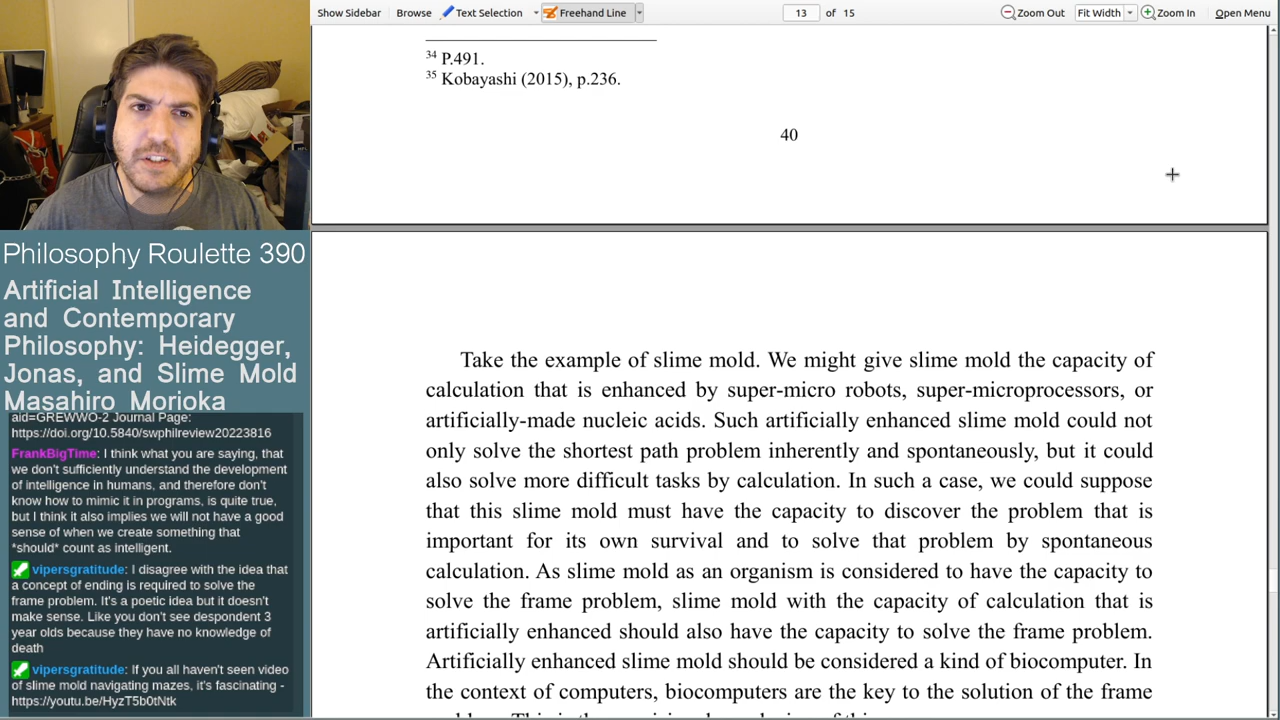 Show Sidebar Browse Text Selection Freehand Line 13 of 15 Zoom Out Fit Width Zoom In Open Menu
34 P.491.
35 Kobayashi (2015), p.236.
40
Take the example of slime mold. We might give slime mold the capacity of
calculation that is enhanced by super-micro robots, super-microprocessors, or
artificially-made nucleic acids. Such artificially enhanced slime mold could not
only solve the shortest path problem inherently and spontaneously, but it could
also solve more difficult tasks by calculation. In such a case, we could suppose
that this slime mold must have the capacity to discover the problem that is
important for its own survival and to solve that problem by spontaneous
calculation. As slime mold as an organism is considered to have the capacity to
solve the frame problem, slime mold with the capacity of calculation that is
artificially enhanced should also have the capacity to solve the frame problem.
Artificially enhanced slime mold should be considered a kind of biocomputer. In
the context of computers, biocomputers are the key to the solution of the frame
Philosophy Roulette 390
Artificial Intelligence
and Contemporary
Philosophy: Heidegger,
Jonas, and Slime Mold
Masahiro Morioka
aid=GREWWO-2 Journal Page:
https://doi.org/10.5840/swphilreview20223816
FrankBigTime: I think what you are saying, that
we don't sufficiently understand the development
of intelligence in humans, and therefore don't
know how to mimic it in programs, is quite true,
but I think it also implies we will not have a good
sense of when we create something that
*should* count as intelligent.
vipersgratitude: I disagree with the idea that
a concept of ending is required to solve the
frame problem. It's a poetic idea but it doesn't
make sense. Like you don't see despondent 3
year olds because they have no knowledge of
death
vipersgratitude: If you all haven't seen video
of slime mold navigating mazes, it's fascinating -
https://youtu.be/HyzT5b0tNtk